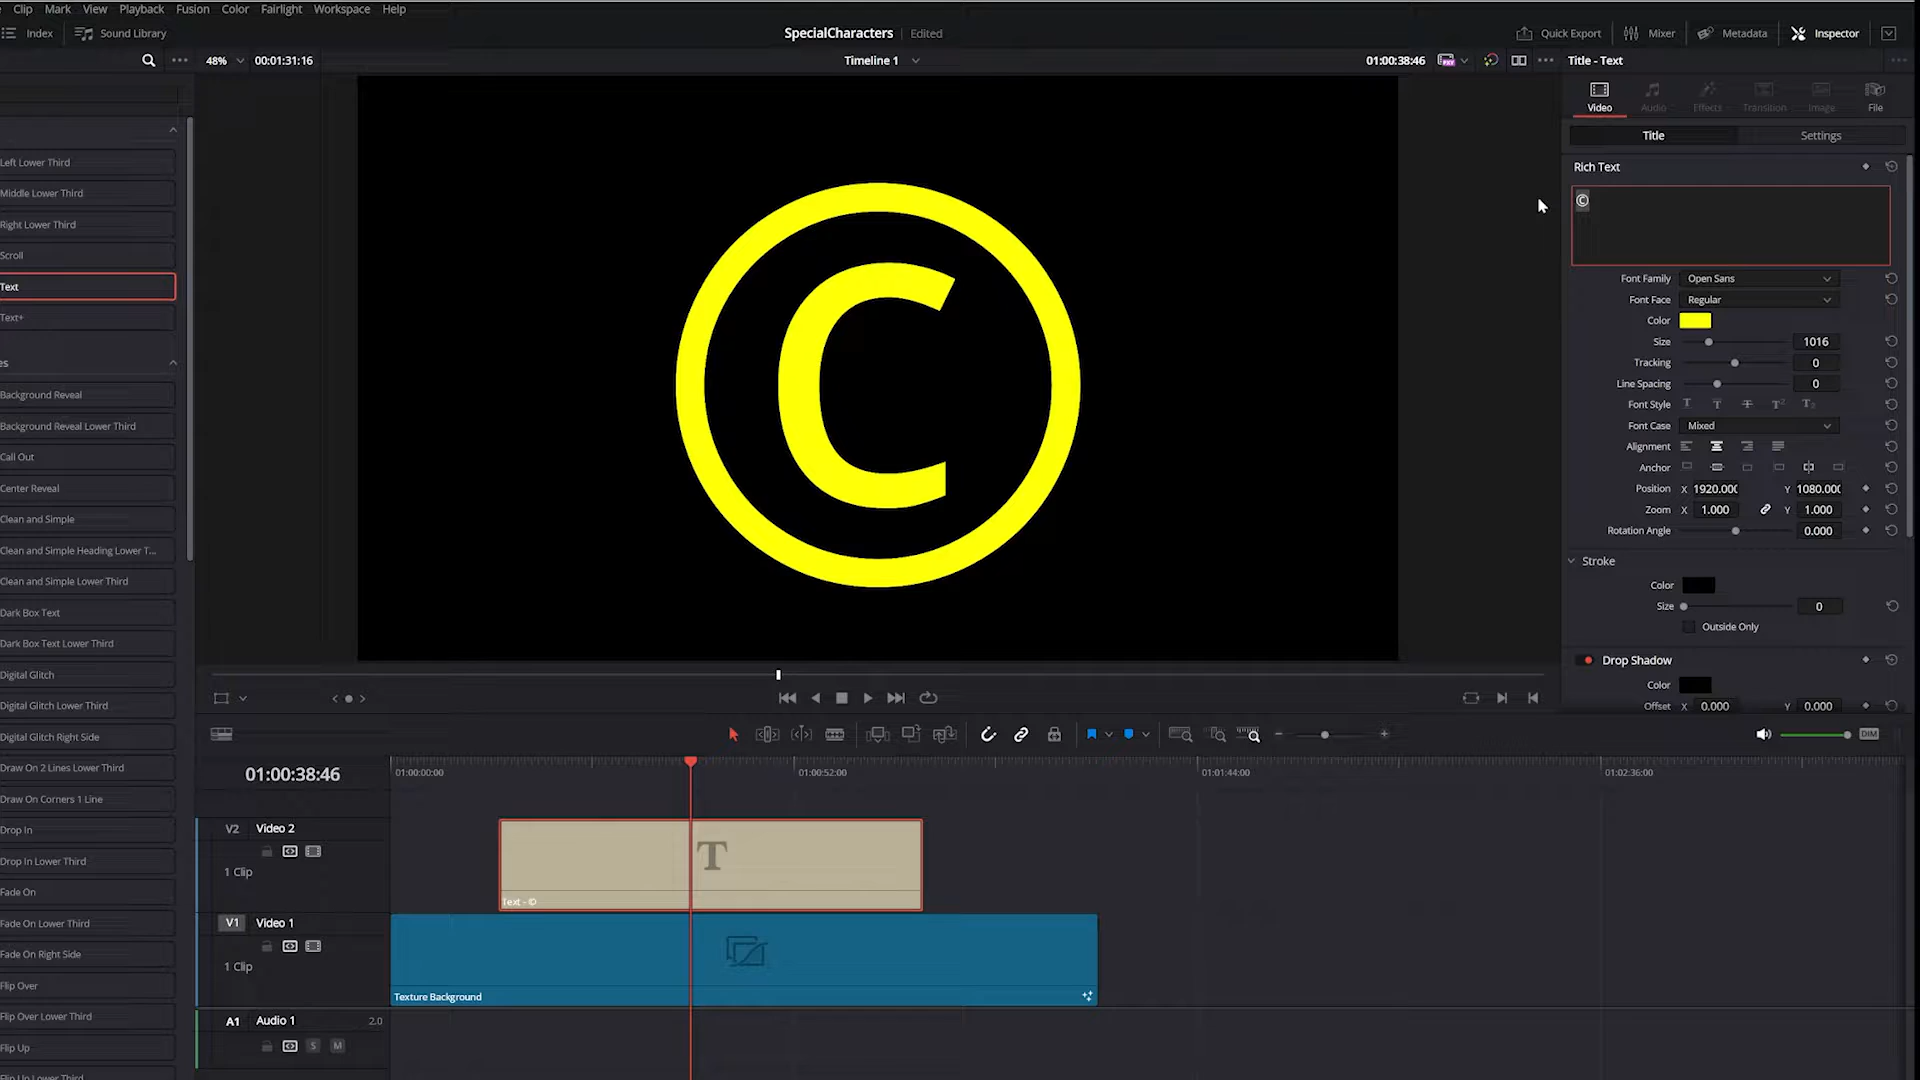 Clip Mark View Playback Fusion Color Fairlight Workspace Help
Index Sound Library SpecialCharacters Edited Quick Export Mixer Metadata Inspector
48% 00:01:31:16 Timeline 1 01:00:38:46 Title - Text
Video Audio Effects Transition Image File
Title Settings
Rich Text
©
Font Family Open Sans
Font Face Regular
Color
Size 1016
Tracking 0
Line Spacing 0
Font Style
Font Case Mixed
Alignment
Anchor
Position X 1920.000 Y 1080.000
Zoom X 1.000 Y 1.000
Rotation Angle 0.000
Stroke
Color
Size 0
Outside Only
Drop Shadow
Color
Offset X 0.000 Y 0.000
Left Lower Third
Middle Lower Third
Right Lower Third
Scroll
Text
Text+
es
Background Reveal
Background Reveal Lower Third
Call Out
Center Reveal
Clean and Simple
Clean and Simple Heading Lower T...
Clean and Simple Lower Third
Dark Box Text
Dark Box Text Lower Third
Digital Glitch
Digital Glitch Lower Third
Digital Glitch Right Side
Draw On 2 Lines Lower Third
Draw On Corners 1 Line
Drop In
Drop In Lower Third
Fade On
Fade On Lower Third
Fade On Right Side
Flip Over
Flip Over Lower Third
Flip Up
Flip Up Lower Third
©
DIM
01:00:38:46 01:00:00:00 01:00:52:00 01:01:44:00 01:02:36:00
V2 Video 2
1 Clip
T
Text - ©
V1 Video 1
1 Clip
Texture Background
A1 Audio 1 2.0
S M